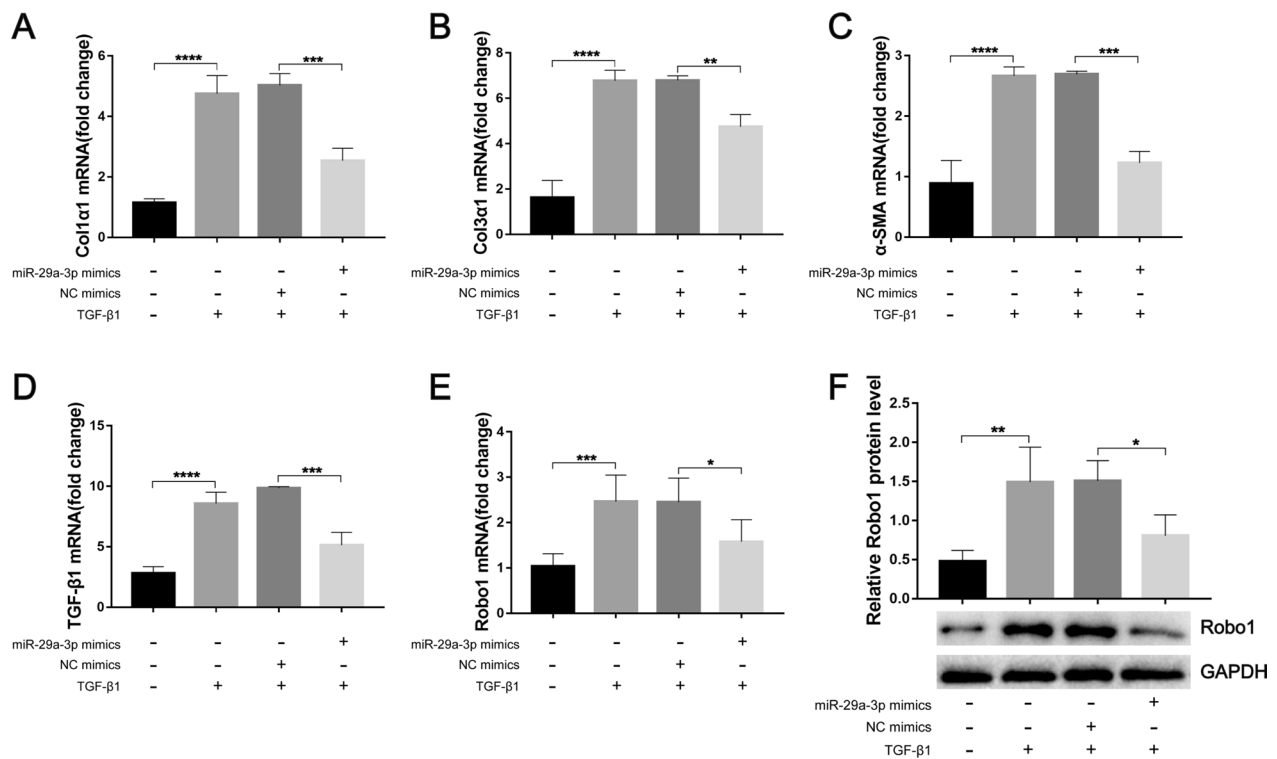 A
Col1α1 mRNA(fold change)
6
4
2
0
****
***
miR-29a-3p mimics - - - +
NC mimics - - + -
TGF-β1 - + + +
B
Col3α1 mRNA(fold change)
8
6
4
2
0
****
**
miR-29a-3p mimics - - - +
NC mimics - - + -
TGF-β1 - + + +
C
α-SMA mRNA(fold change)
3
2
1
0
****
***
miR-29a-3p mimics - - - +
NC mimics - - + -
TGF-β1 - + + +
D
TGF-β1 mRNA(fold change)
15
10
5
0
****
***
miR-29a-3p mimics - - - +
NC mimics - - + -
TGF-β1 - + + +
E
Robo1 mRNA(fold change)
4
3
2
1
0
***
*
miR-29a-3p mimics - - - +
NC mimics - - + -
TGF-β1 - + + +
F
Relative Robo1 protein level
2.5
2.0
1.5
1.0
0.5
0.0
**
*
Robo1
GAPDH
miR-29a-3p mimics - - - +
NC mimics - - + -
TGF-β1 - + + +